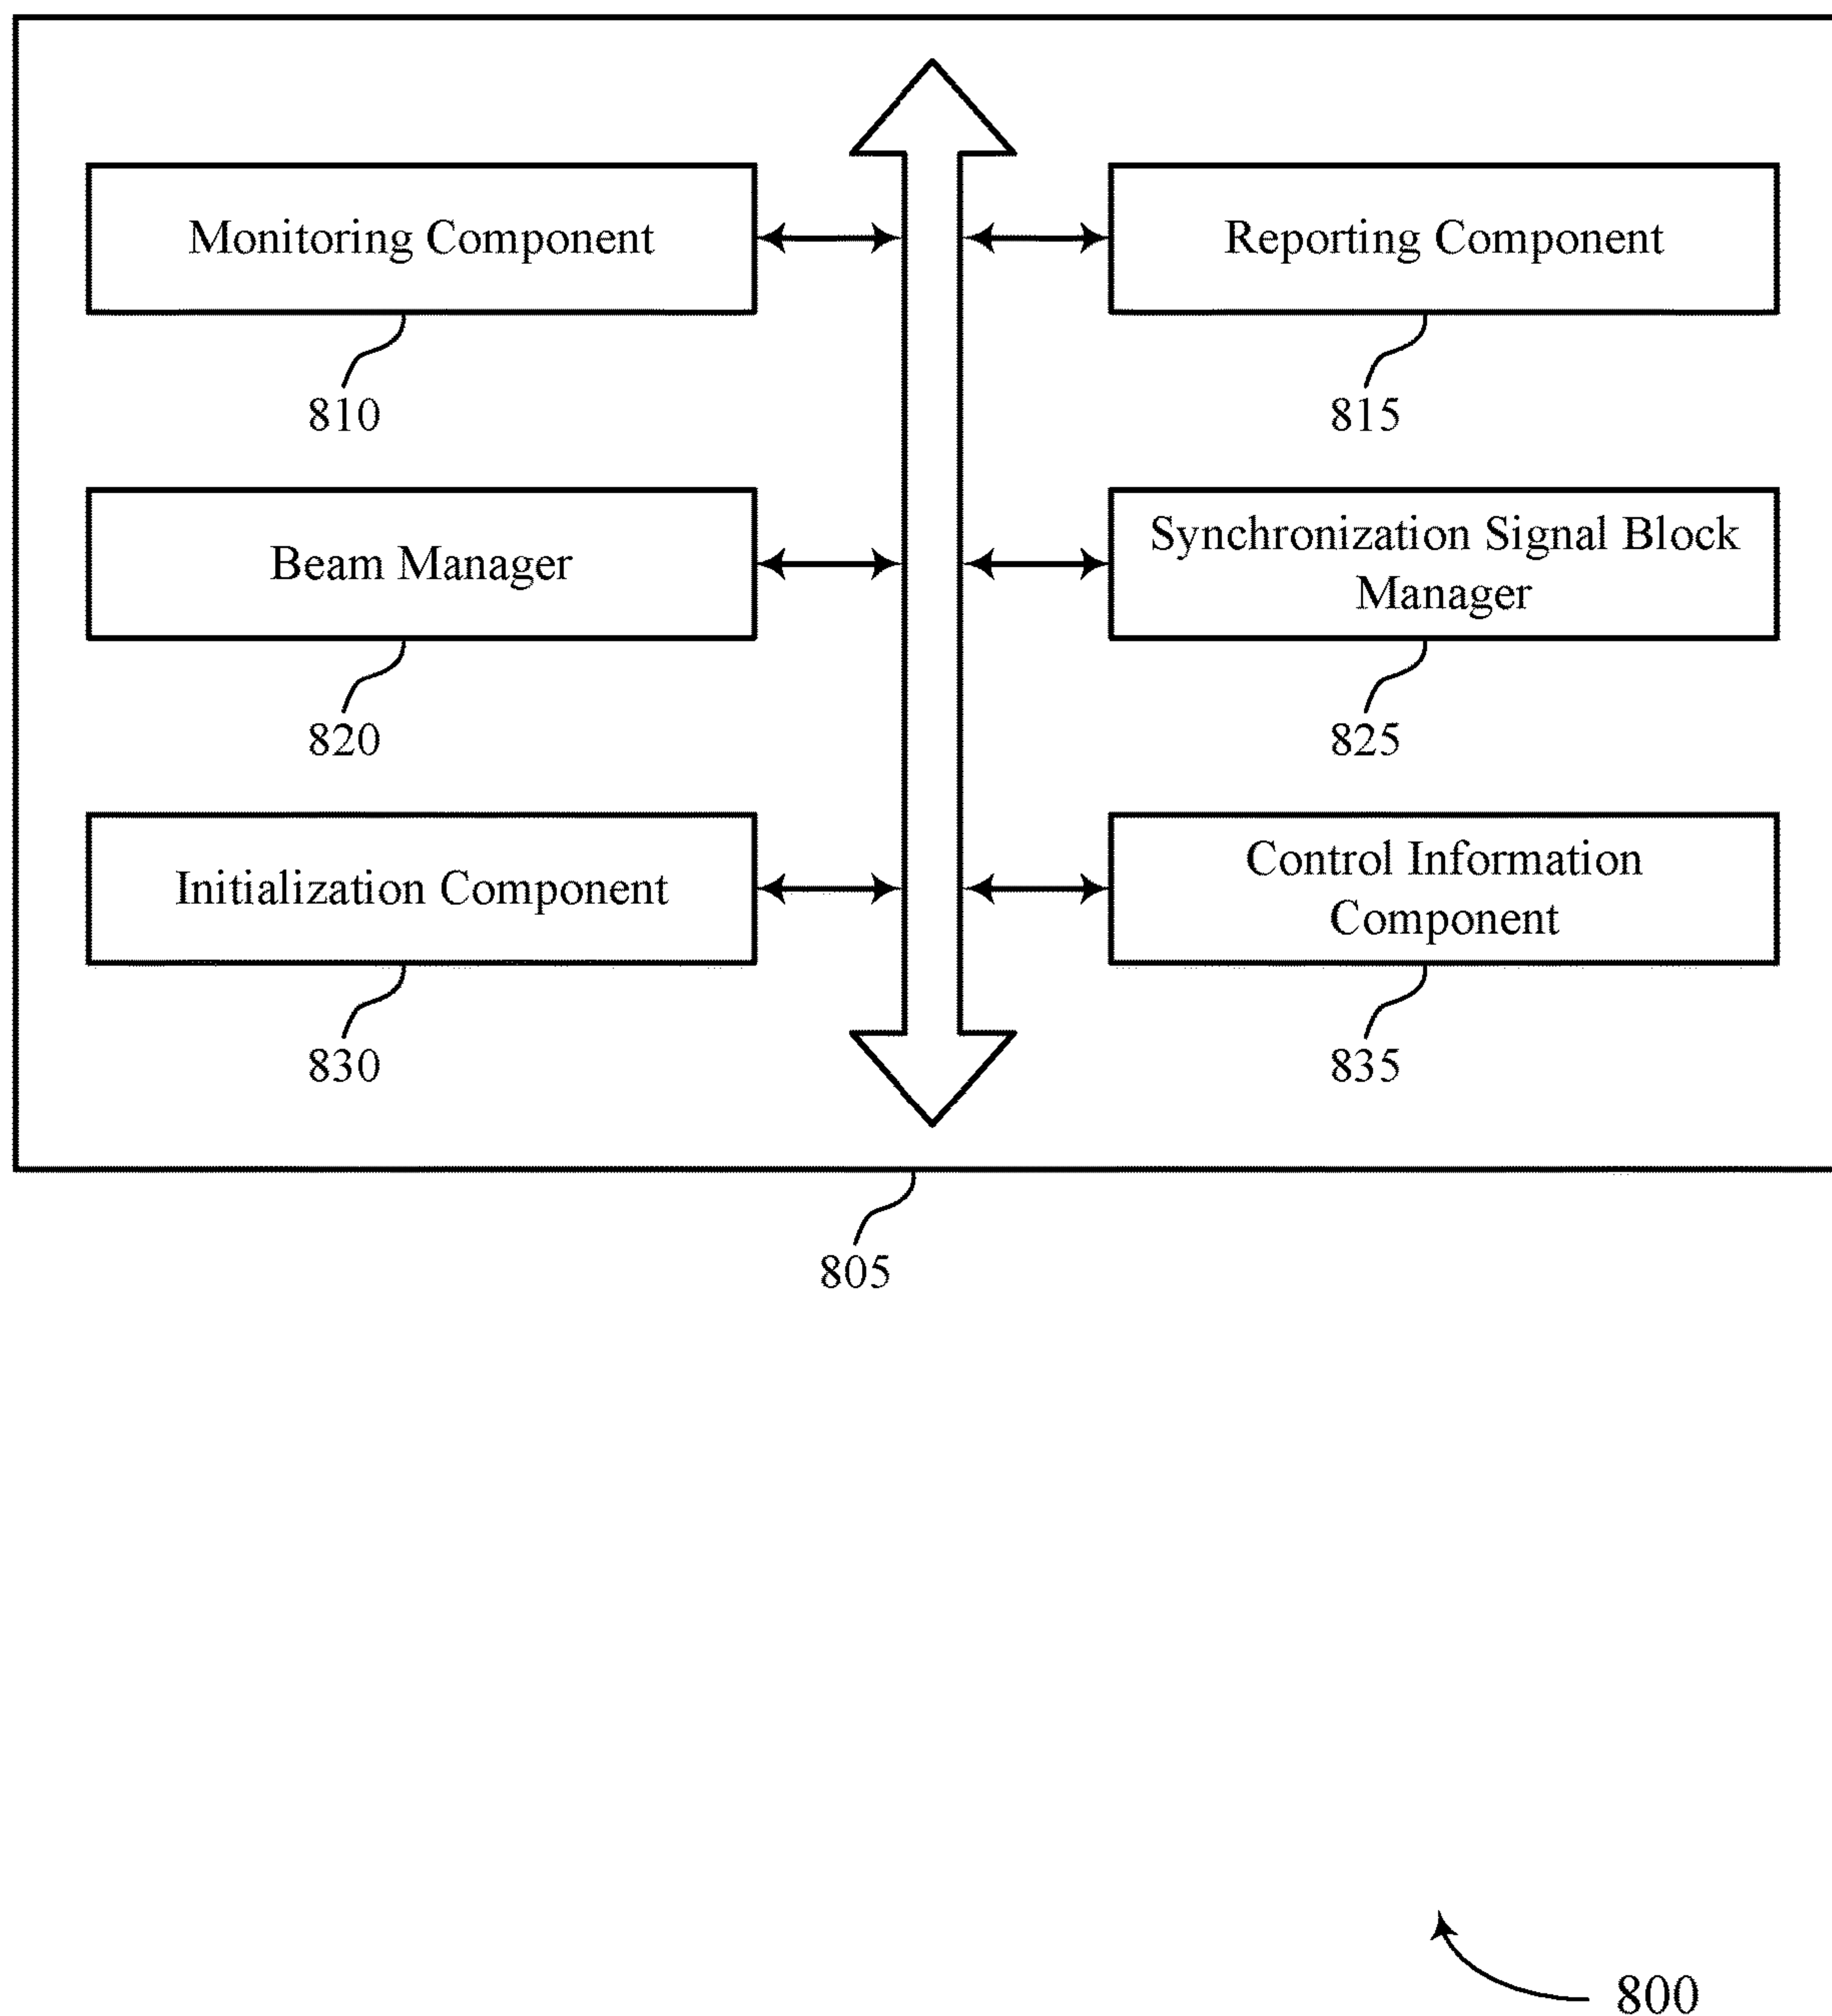 Monitoring Component
810
Reporting Component
815
Beam Manager
820
Synchronization Signal Block
Manager
825
Initialization Component
830
Control Information
Component
835
805
800